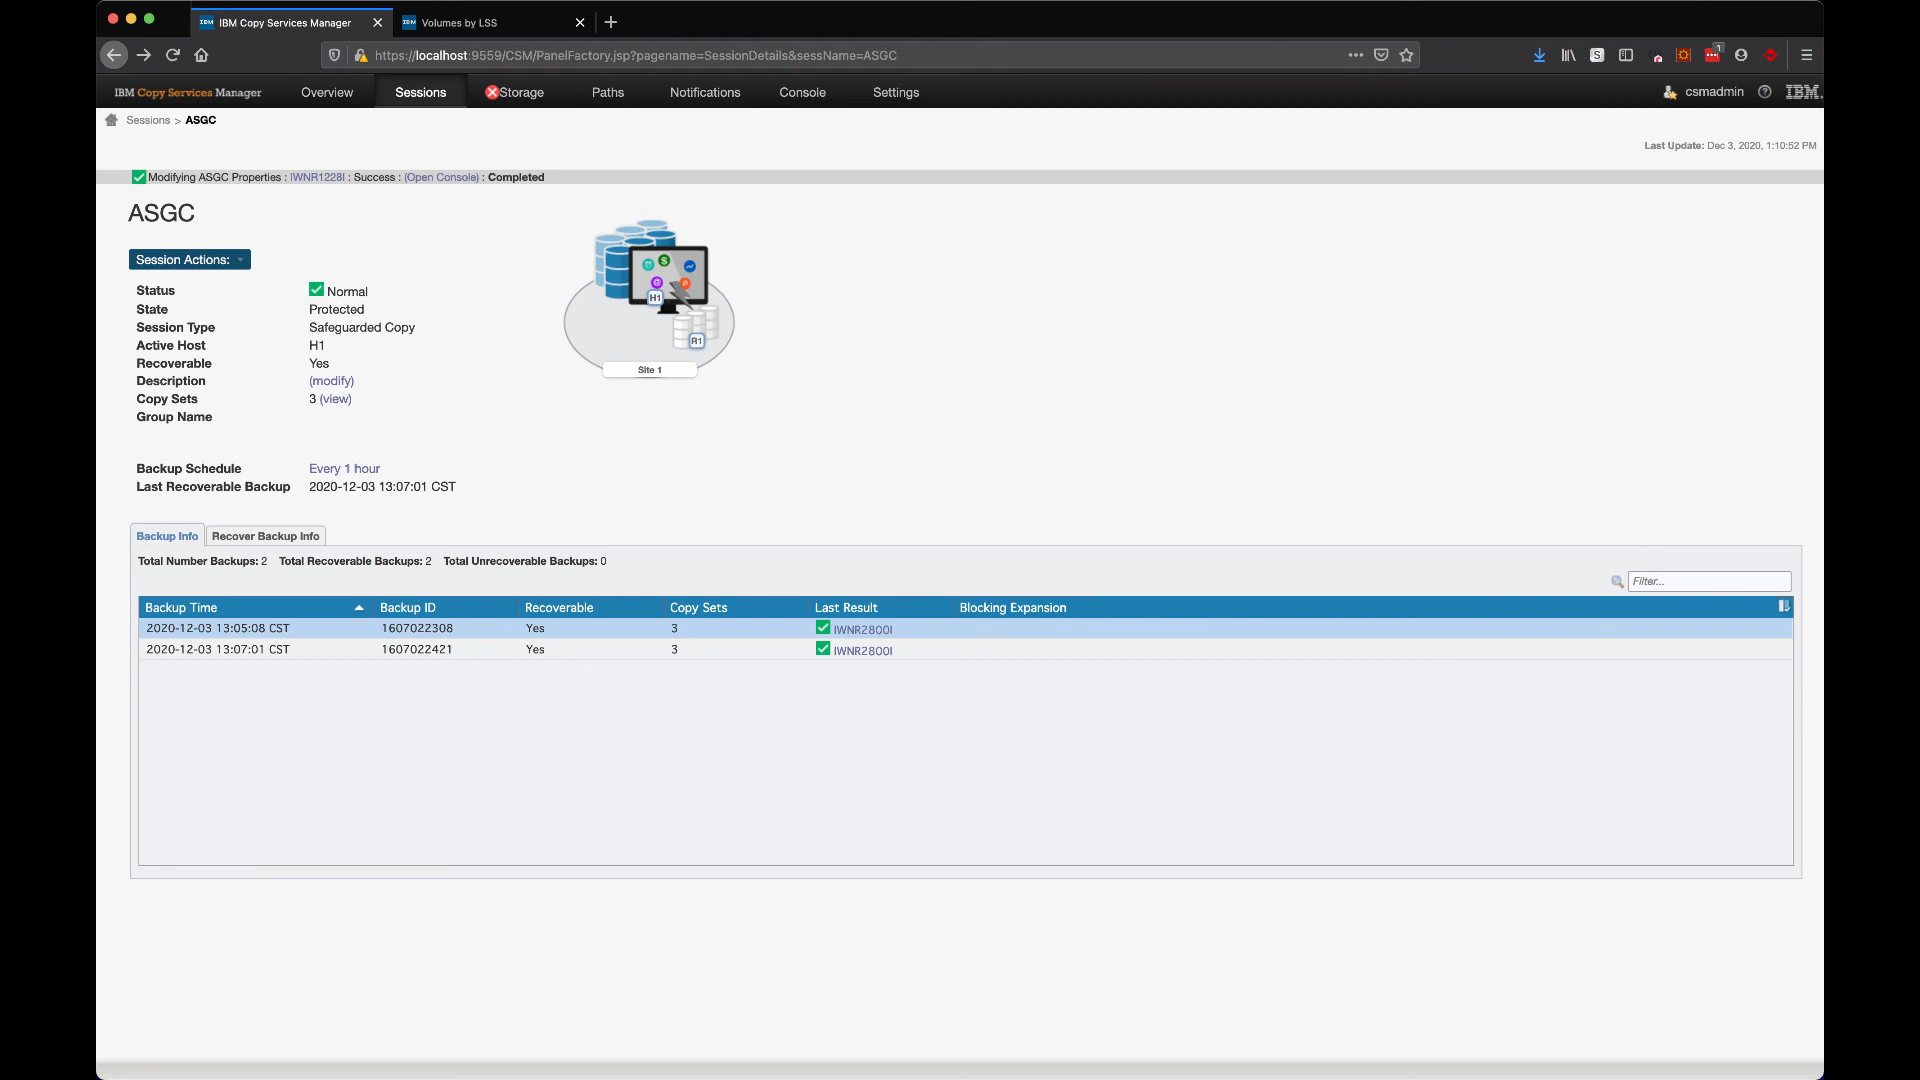 IBM Copy Services Manager
Volumes by LSS
https://localhost:9559/CSM/PanelFactory.jsp?pagename=SessionDetails&sessName=ASGC
1
IBM Copy Services Manager Overview Sessions Storage Paths Notifications Console Settings csmadmin IBM
Sessions > ASGC
Last Update: Dec 3, 2020, 1:10:52 PM
Modifying ASGC Properties : IWNR1228I : Success : (Open Console) : Completed
ASGC
Session Actions:
Status Normal
State Protected
Session Type Safeguarded Copy
Active Host H1
Recoverable Yes
Description (modify)
Copy Sets 3 (view)
Group Name
H1
R1
Site 1
Backup Schedule Every 1 hour
Last Recoverable Backup 2020-12-03 13:07:01 CST
Backup Info Recover Backup Info
Total Number Backups: 2 Total Recoverable Backups: 2 Total Unrecoverable Backups: 0
Filter...
Backup Time Backup ID Recoverable Copy Sets Last Result Blocking Expansion
2020-12-03 13:05:08 CST 1607022308 Yes 3 IWNR2800I
2020-12-03 13:07:01 CST 1607022421 Yes 3 IWNR2800I